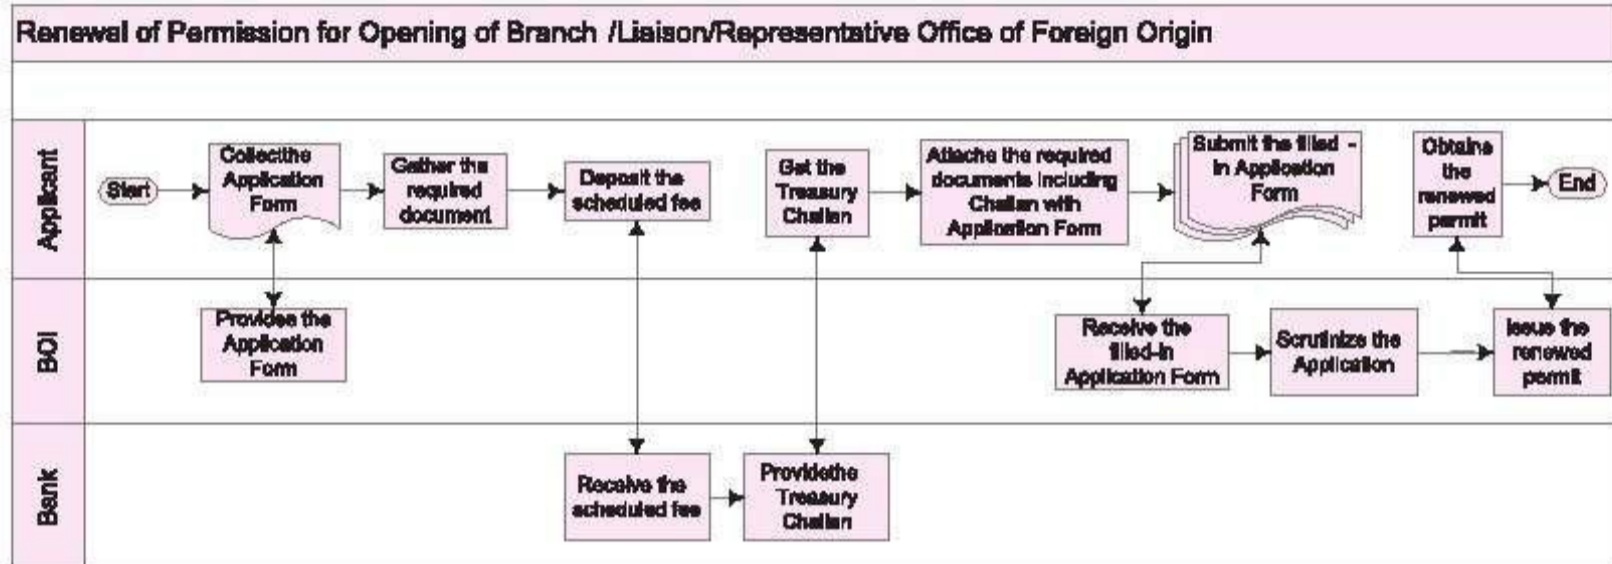 Renewal of Permission for Opening of Branch /Liaison/Representative Office of Foreign Origin
Applicant
Start
Collectthe
Application
Form
Gather the
required
document
Deposit the
scheduled fee
Get the
Treasury
Challan
Attache the required
documents including
Challan with
Application Form
Submit the filled -
in Application
Form
Obtains
the
renewed
permit
End
BOI
Provides the
Application
Form
Receive the
filled-in
Application Form
Scrutinize the
Application
Issue the
renewed
permit
Bank
Receive the
scheduled fee
Providethe
Treasury
Challan